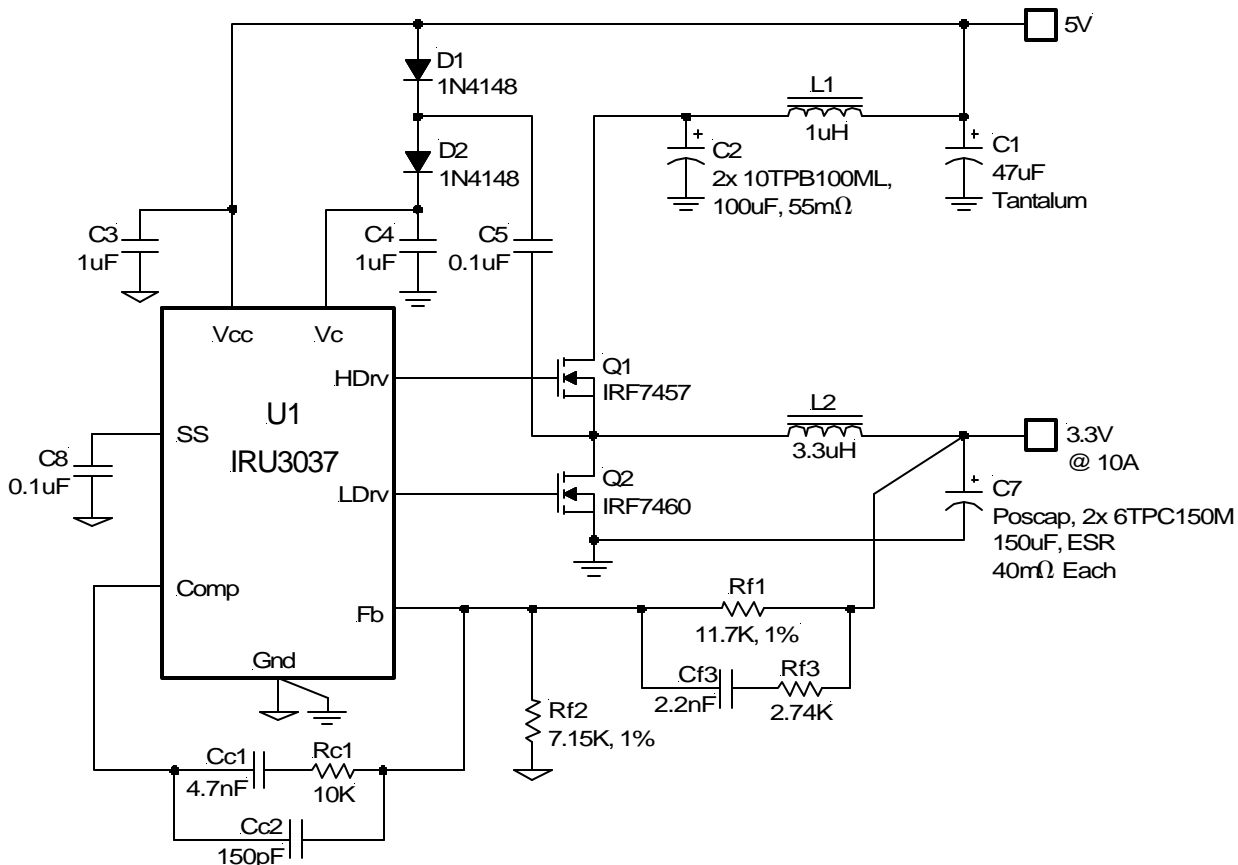 5V
D1
1N4148
L1
1uH
D2
1N4148
C2
2x 10TPB100ML,
100uF, 55mΩ
C1
47uF
Tantalum
C3
1uF
C4
1uF
C5
0.1uF
Vcc
Vc
HDrv
Q1
IRF7457
U1
IRU3037
SS
L2
3.3uH
3.3V
@ 10A
C8
0.1uF
LDrv
Q2
IRF7460
C7
Poscap, 2x 6TPC150M
150uF, ESR
40mΩ Each
Comp
Fb
Rf1
11.7K, 1%
Gnd
Cf3
2.2nF
Rf3
2.74K
Rf2
7.15K, 1%
Cc1
4.7nF
Rc1
10K
Cc2
150pF